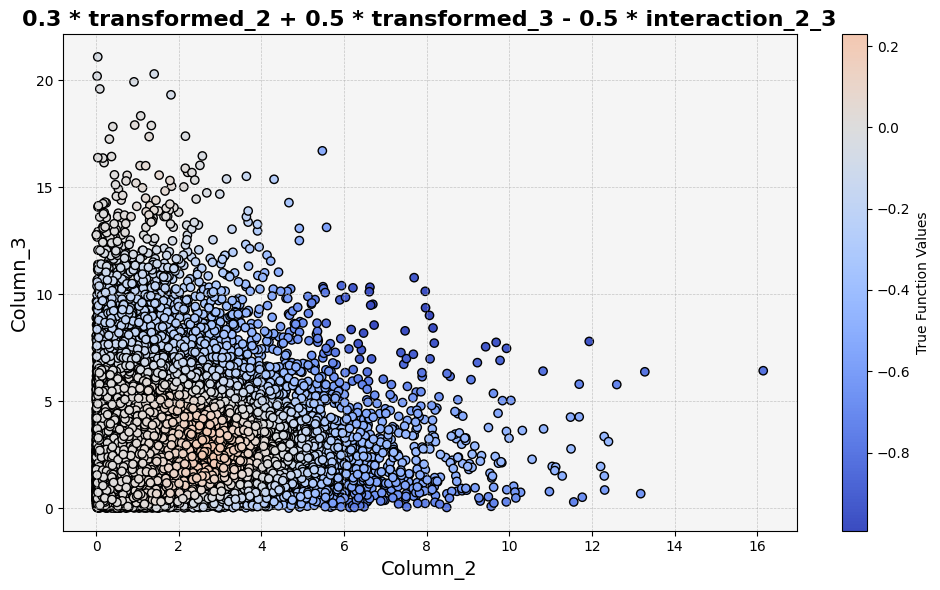 0.3 * transformed_2 + 0.5 * transformed_3 - 0.5 * interaction_2_3
Column_3
20
15
10
5
0
0 2 4 6 8 10 12 14 16
Column_2
0.2
0.0
−0.2
−0.4
−0.6
−0.8
True Function Values